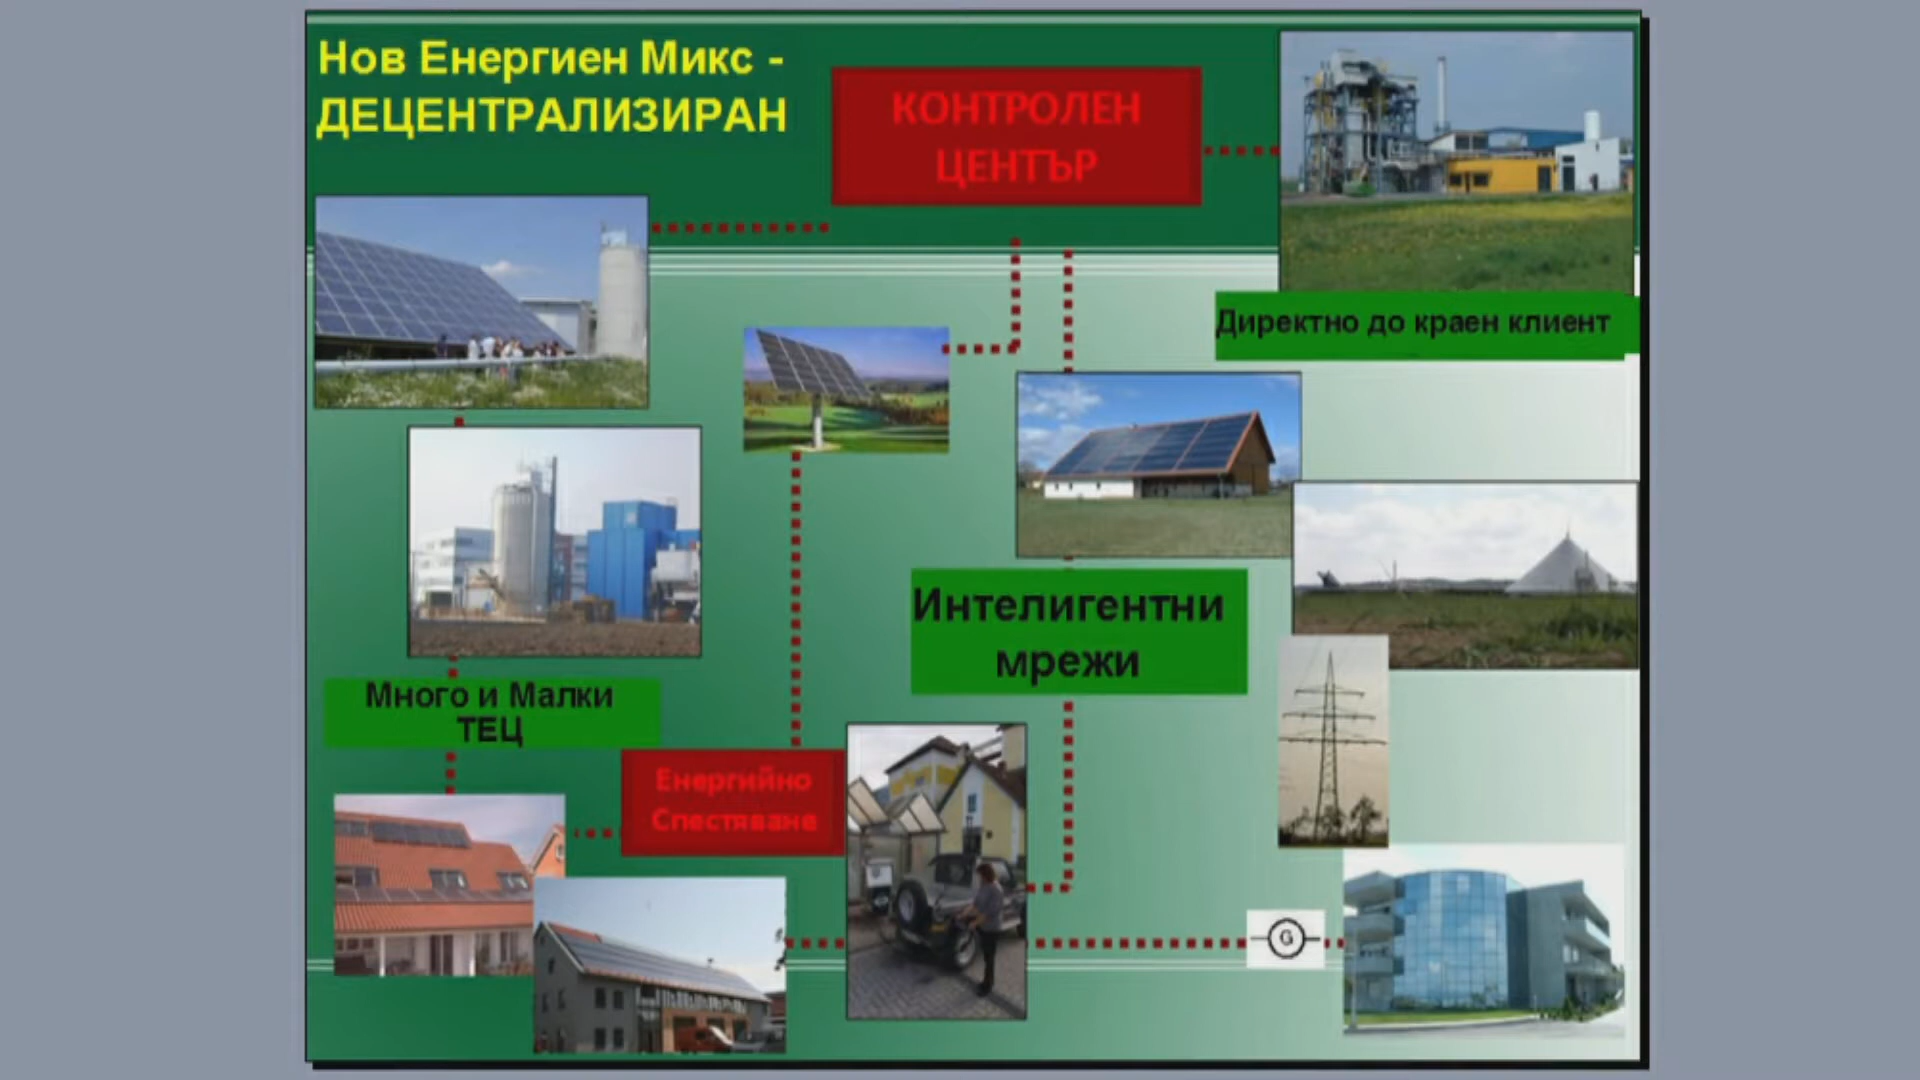 Нов Енергиен Микс -
ДЕЦЕНТРАЛИЗИРАН
КОНТРОЛЕН
ЦЕНТЪР
Директно до краен клиент
Интелигентни
мрежи
Много и Малки
ТЕЦ
Енергийно
Спестяване
G